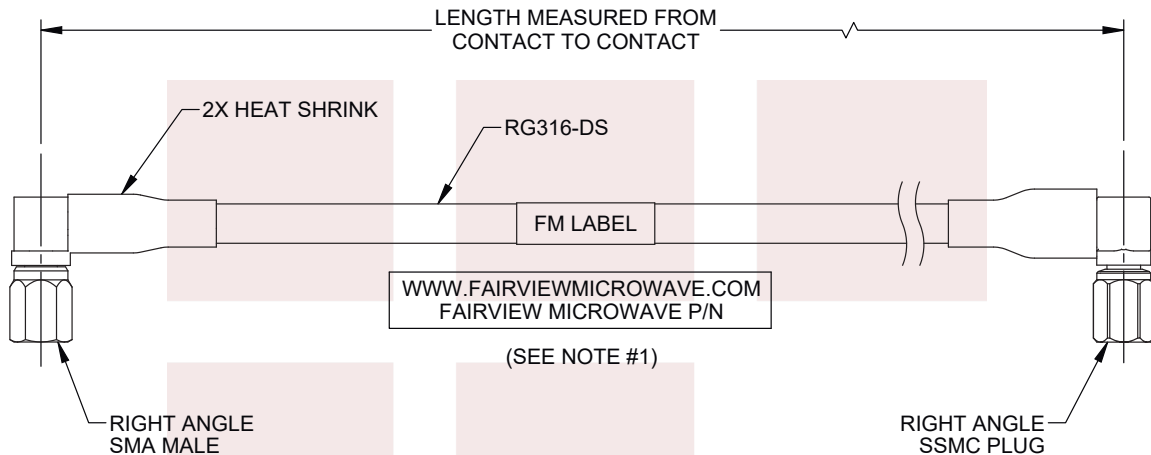 LENGTH MEASURED FROM
CONTACT TO CONTACT
2X HEAT SHRINK
RG316-DS
FM LABEL
WWW.FAIRVIEWMICROWAVE.COM
FAIRVIEW MICROWAVE P/N
(SEE NOTE #1)
RIGHT ANGLE
SMA MALE
RIGHT ANGLE
SSMC PLUG